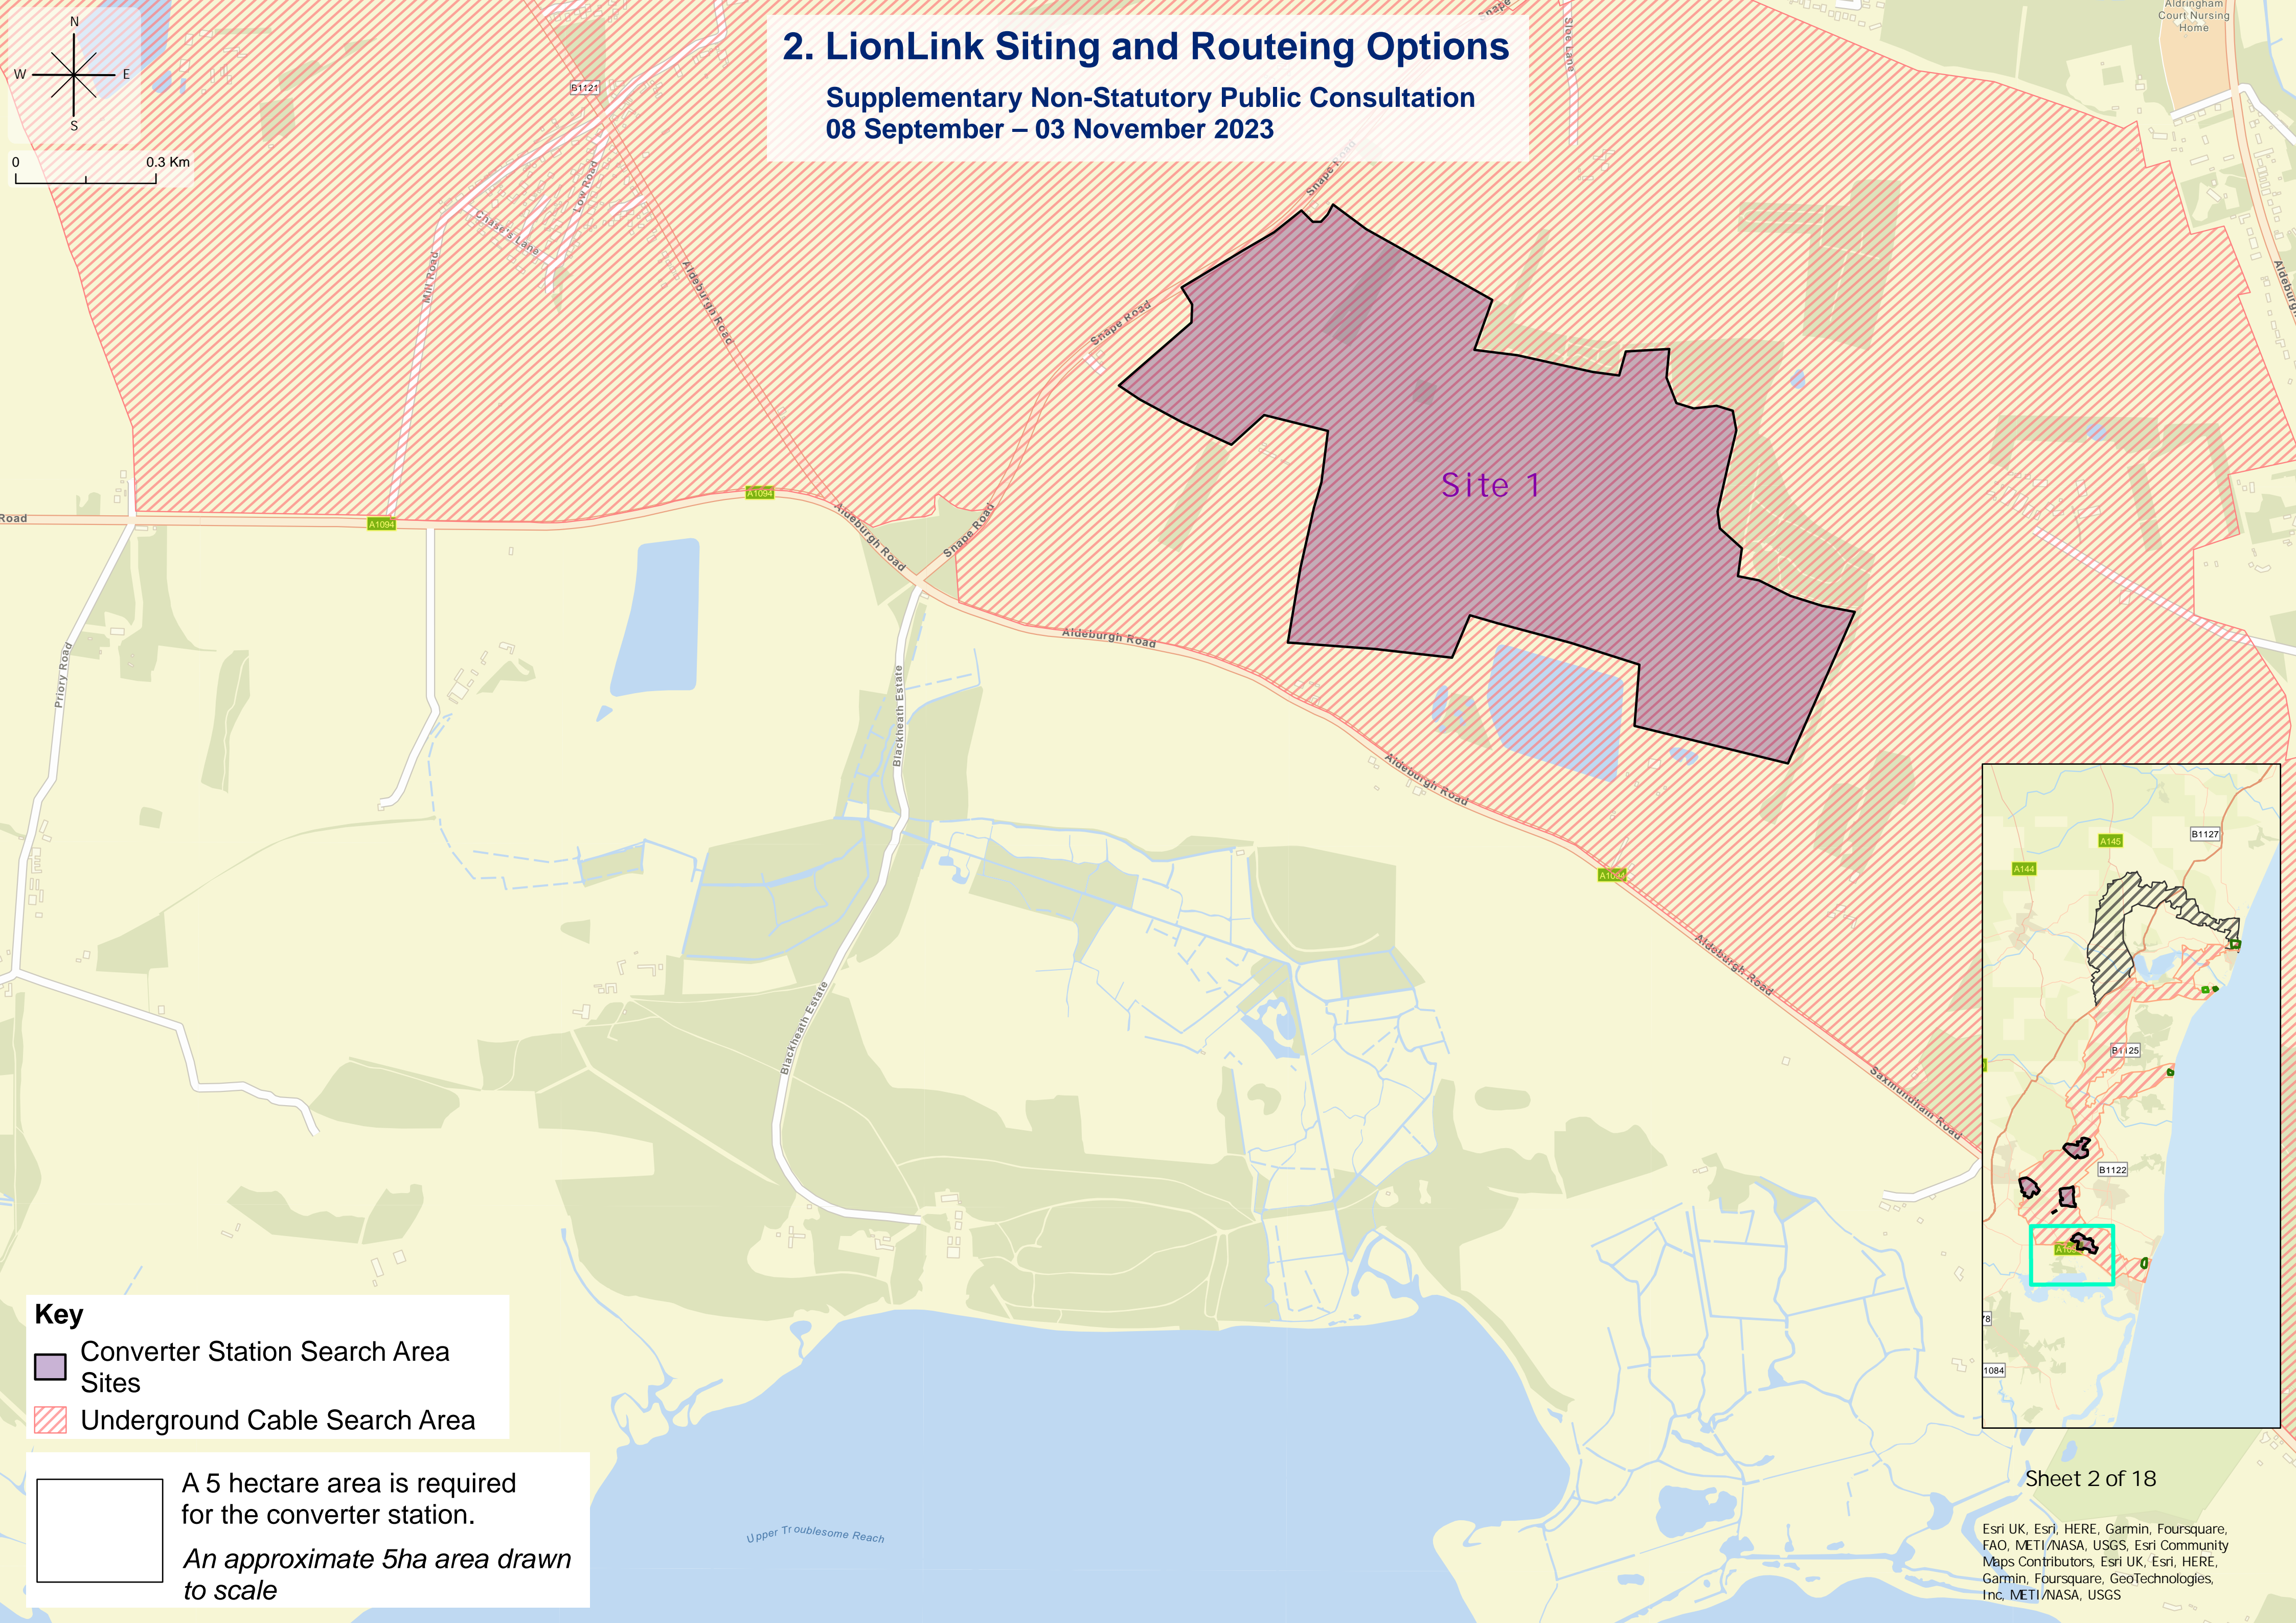 2. LionLink Siting and Routeing Options
Supplementary Non-Statutory Public Consultation
08 September – 03 November 2023
N
W
E
S
0
0.3 Km
B1121
Low Road
Chase's Lane
Mill Road
Aldeburgh Road
Snape Road
Snape Road
Snape
Sloe Lane
Aldringham
Court Nursing
Home
Aldeburgh
Site 1
Road
A1094
A1094
Aldeburgh Road
Snape Road
Aldeburgh Road
Priory Road
Blackheath Estate
Aldeburgh Road
A1094
Aldeburgh Road
Blackheath Estate
Saxmundham Road
Upper Troublesome Reach
A145
B1127
A144
B1125
B1122
1084
Key
Converter Station Search Area
Sites
Underground Cable Search Area
A 5 hectare area is required
for the converter station.
An approximate 5ha area drawn
to scale
Sheet 2 of 18
Esri UK, Esri, HERE, Garmin, Foursquare,
FAO, METI/NASA, USGS, Esri Community
Maps Contributors, Esri UK, Esri, HERE,
Garmin, Foursquare, GeoTechnologies,
Inc, METI/NASA, USGS